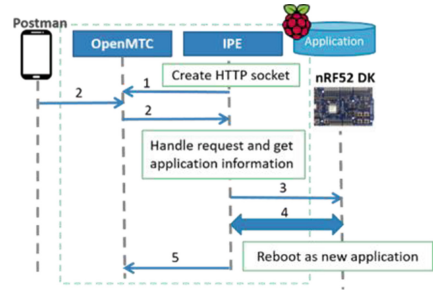 Postman
OpenMTC
IPE
Application
Create HTTP socket
nRF52 DK
1
2
2
Handle request and get
application information
3
4
Reboot as new application
5